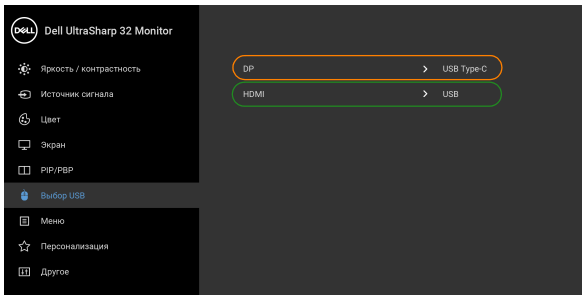 DELL Dell UltraSharp 32 Monitor
Яркость / контрастность
Источник сигнала
Цвет
Экран
PIP/PBP
Выбор USB
Меню
Персонализация
Другое
DP > USB Type-C
HDMI > USB